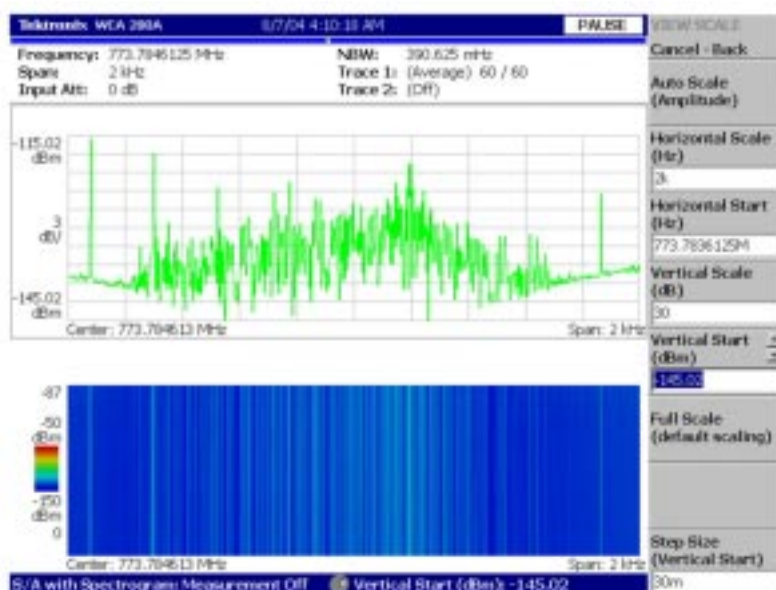 Tektronix WCA 200A 8/7/04 4:10:18 AM PAUSE
Frequency: 773.7846125 MHz
Span: 2 kHz
Input Att: 0 dB
NBW: 390.625 mHz
Trace 1: (Average) 60 / 60
Trace 2: (Off)
-115.02
dBm
3
dB/
-145.02
dBm
Center: 773.784613 MHz
Span: 2 kHz
-87
-50
dBm
-150
dBm
0
Center: 773.784613 MHz
Span: 2 kHz
S/A with Spectrogram: Measurement Off
Vertical Start (dBm): -145.02
VIEW SCALE
Cancel - Back
Auto Scale
(Amplitude)
Horizontal Scale
(Hz)
2k
Horizontal Start
(Hz)
773.7836125M
Vertical Scale
(dB)
30
Vertical Start
(dBm)
-145.02
Full Scale
(default scaling)
Step Size
(Vertical Start)
30m